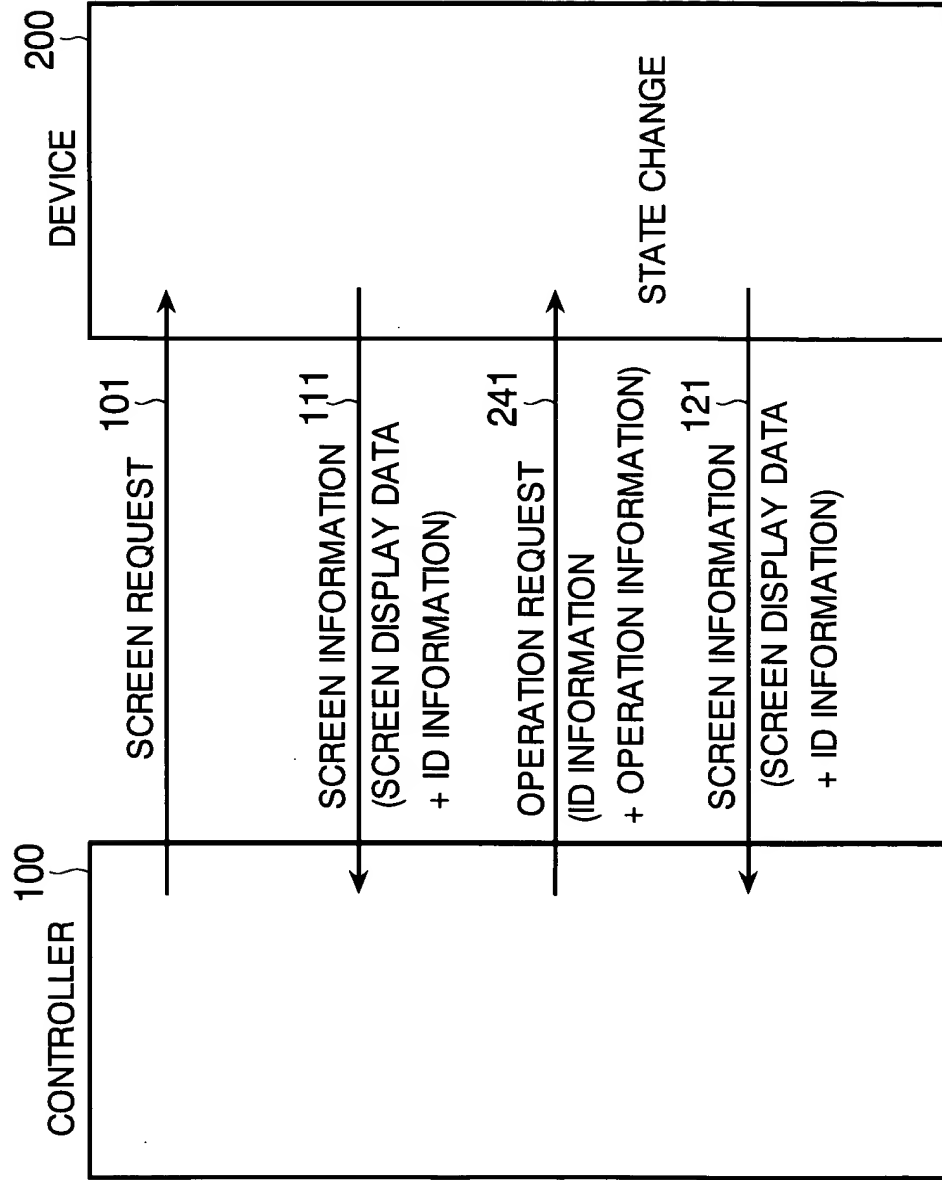 CONTROLLER
100
DEVICE
200
SCREEN REQUEST
101
SCREEN INFORMATION
111
(SCREEN DISPLAY DATA
+ ID INFORMATION)
OPERATION REQUEST
241
(ID INFORMATION
+ OPERATION INFORMATION)
STATE CHANGE
SCREEN INFORMATION
121
(SCREEN DISPLAY DATA
+ ID INFORMATION)